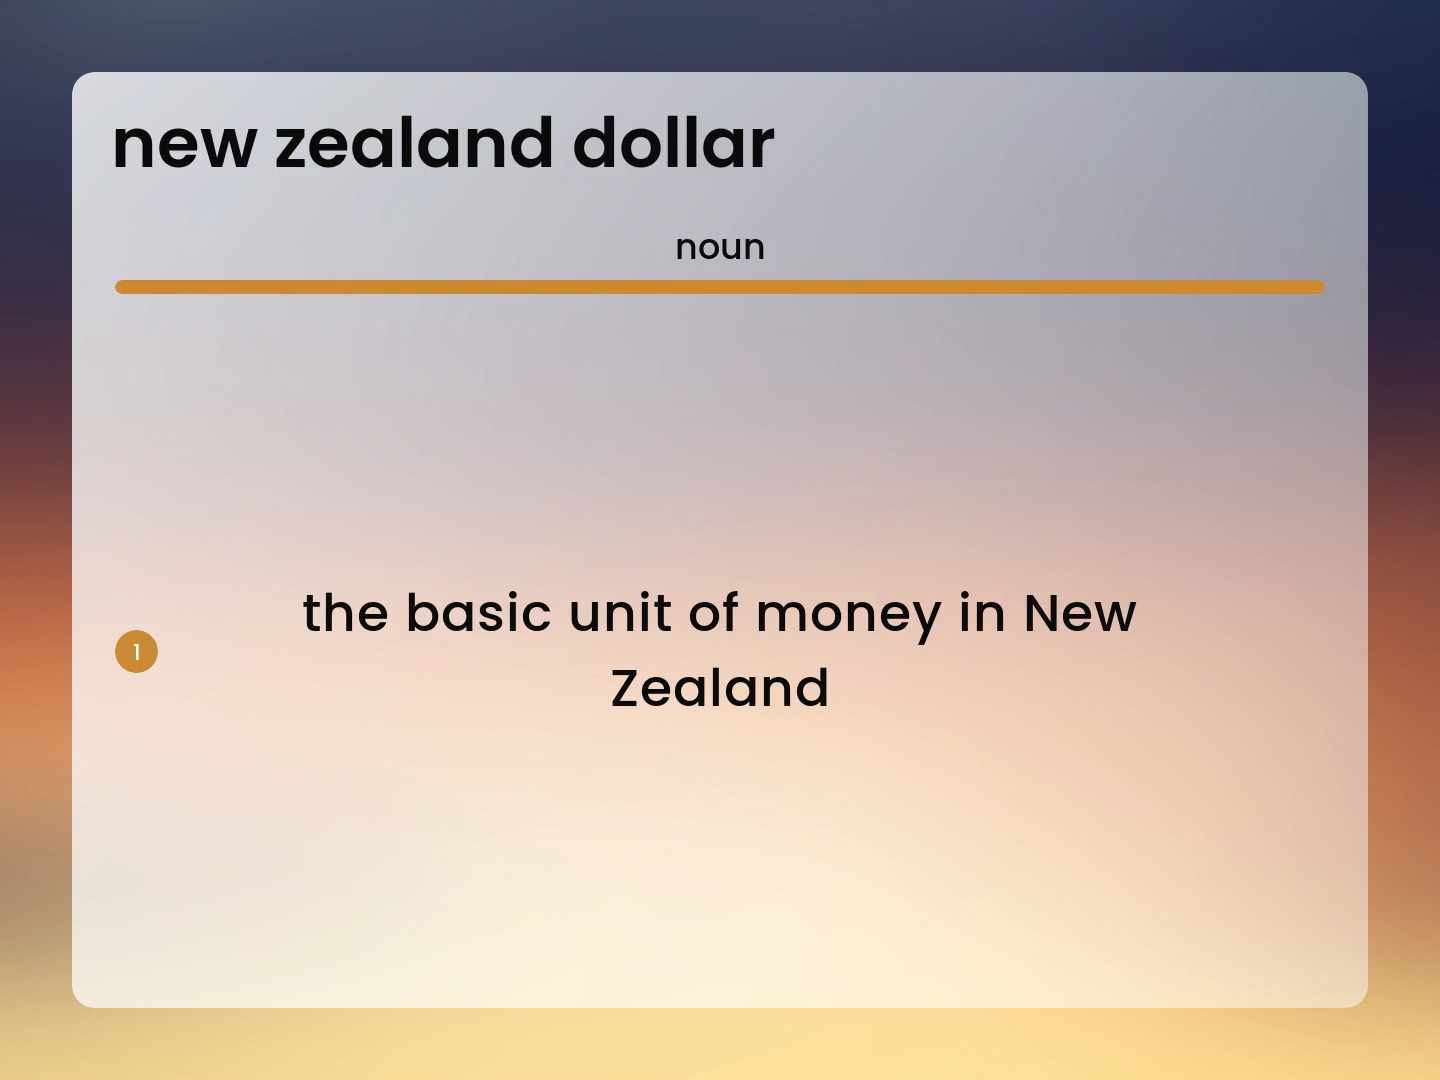 new zealand dollar
noun
1
the basic unit of money in New
Zealand